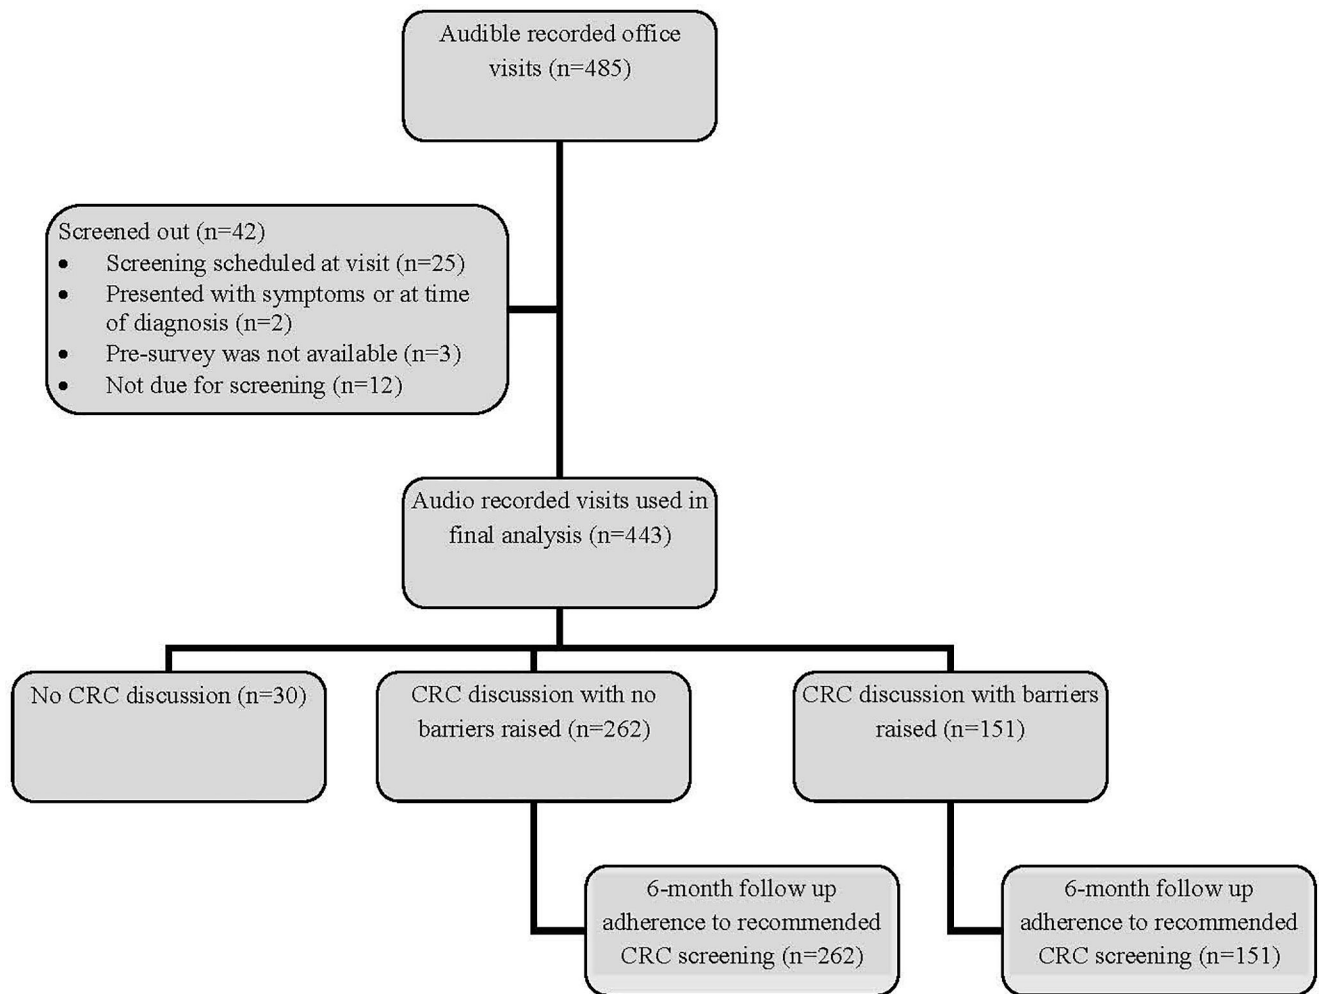 Audible recorded office
visits (n=485)
Screened out (n=42)
• Screening scheduled at visit (n=25)
• Presented with symptoms or at time
of diagnosis (n=2)
• Pre-survey was not available (n=3)
• Not due for screening (n=12)
Audio recorded visits used in
final analysis (n=443)
No CRC discussion (n=30)
CRC discussion with no
barriers raised (n=262)
CRC discussion with barriers
raised (n=151)
6-month follow up
adherence to recommended
CRC screening (n=262)
6-month follow up
adherence to recommended
CRC screening (n=151)